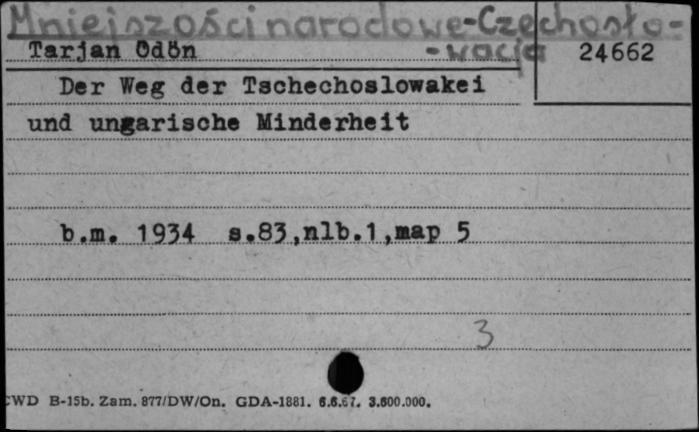 Mniejszości narodowe-Czechosło-
-wacja
Tarjan Ödön
24662
Der Weg der Tschechoslowakei
und ungarische Minderheit
b.m. 1934 s.83,nlb.1,map 5
3
CWD B-15b. Zam. 877/DW/On. GDA-1881. 6.6.67. 3.600.000.